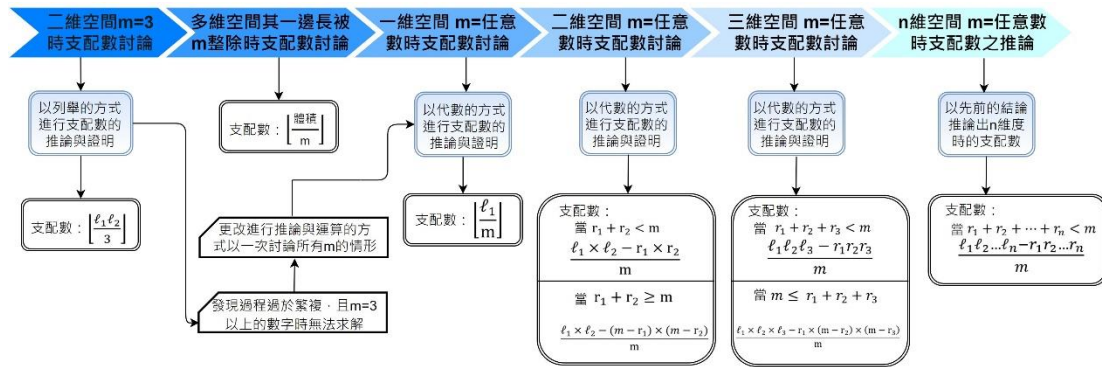 二維空間m=3
時支配數討論
多維空間其一邊長被
m整除時支配數討論
一維空間 m=任意
數時支配數討論
二維空間 m=任意
數時支配數討論
三維空間 m=任意
數時支配數討論
n維空間 m=任意數
時支配數之推論
以列舉的方式
進行支配數的
推論與證明
支配數：⌊ℓ₁ℓ₂/3⌋
支配數：⌊體積/m⌋
更改進行推論與運算的方
式以一次討論所有m的情形
發現過程過於繁複，且m=3
以上的數字時無法求解
以代數的方式
進行支配數的
推論與證明
支配數：⌊ℓ₁/m⌋
以代數的方式
進行支配數的
推論與證明
支配數：
當 r₁ + r₂ < m
(ℓ₁ × ℓ₂ − r₁ × r₂)/m
當 r₁ + r₂ ≥ m
(ℓ₁ × ℓ₂ − (m − r₁) × (m − r₂))/m
以代數的方式
進行支配數的
推論與證明
支配數：
當 r₁ + r₂ + r₃ < m
(ℓ₁ℓ₂ℓ₃ − r₁r₂r₃)/m
當 m ≤ r₁ + r₂ + r₃
(ℓ₁ × ℓ₂ × ℓ₃ − r₁ × (m − r₂) × (m − r₃))/m
以先前的結論
推論出n維度
時的支配數
支配數：
當 r₁ + r₂ + ⋯ + rₙ < m
(ℓ₁ℓ₂…ℓₙ−r₁r₂…rₙ)/m